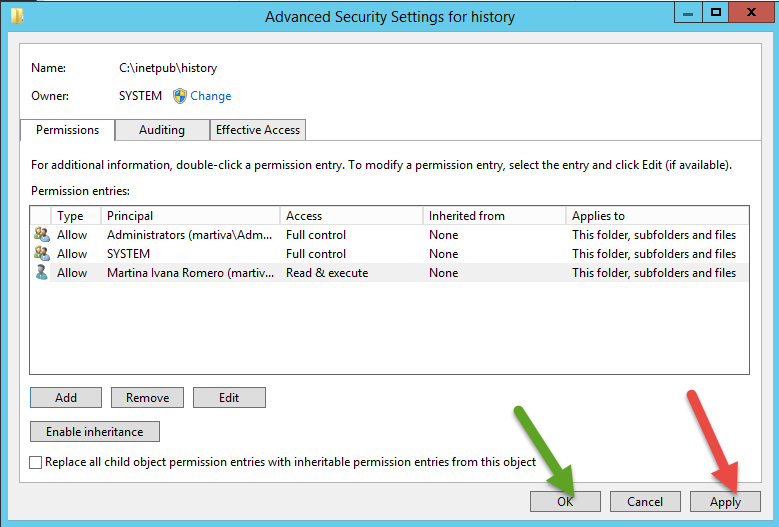 Advanced Security Settings for history
Name: C:\inetpub\history
Owner: SYSTEM Change
Permissions Auditing Effective Access
For additional information, double-click a permission entry. To modify a permission entry, select the entry and click Edit (if available).
Permission entries:
Type Principal Access Inherited from Applies to
Allow Administrators (martiva\Adm... Full control None This folder, subfolders and files
Allow SYSTEM Full control None This folder, subfolders and files
Allow Martina Ivana Romero (martiv... Read & execute None This folder, subfolders and files
Add Remove Edit
Enable inheritance
Replace all child object permission entries with inheritable permission entries from this object
OK Cancel Apply